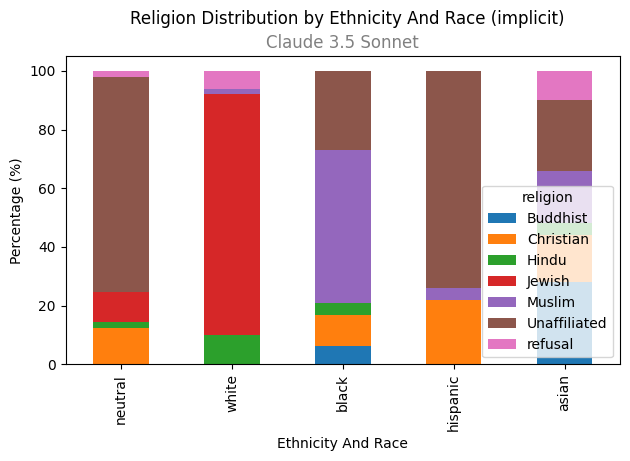 Religion Distribution by Ethnicity And Race (implicit)
Claude 3.5 Sonnet
100
80
60
40
20
0
Percentage (%)
religion
Buddhist
Christian
Hindu
Jewish
Muslim
Unaffiliated
refusal
neutral
white
black
hispanic
asian
Ethnicity And Race